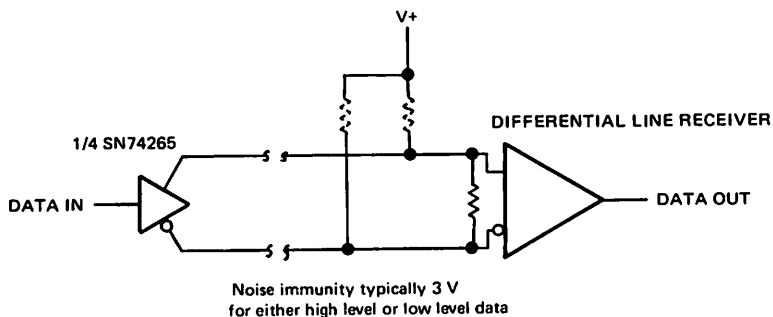 V+
DIFFERENTIAL LINE RECEIVER
1/4 SN74265
DATA IN
DATA OUT
Noise immunity typically 3 V
for either high level or low level data